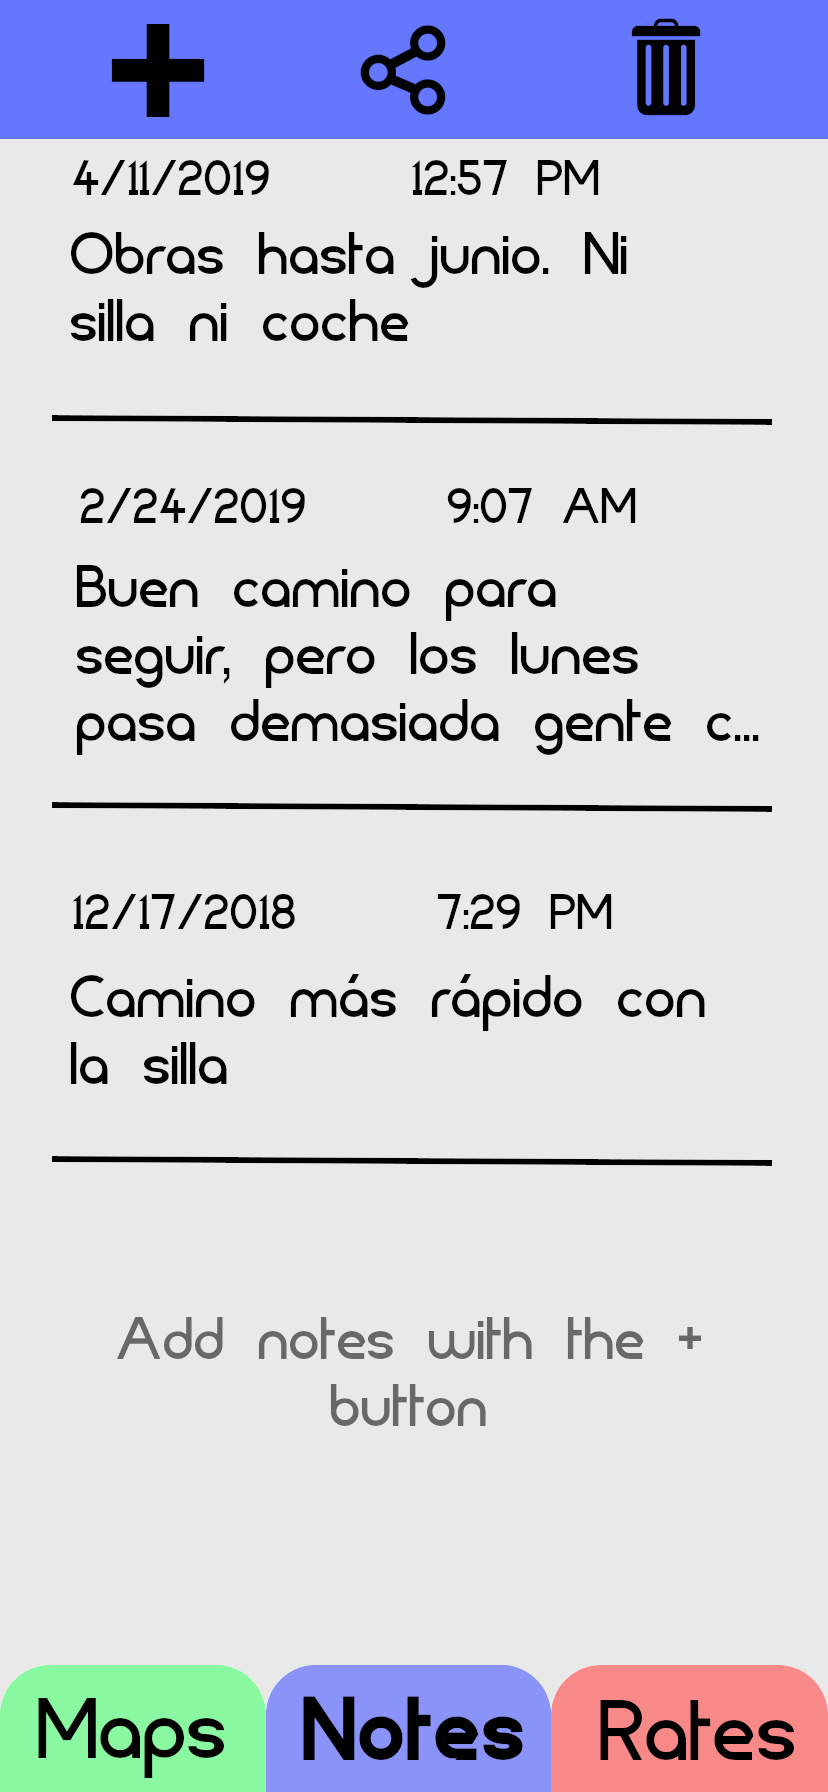 4/11/2019 12:57 PM
Obras hasta junio. Ni
silla ni coche
2/24/2019 9:07 AM
Buen camino para
seguir, pero los lunes
pasa demasiada gente c...
12/17/2018 7:29 PM
Camino más rápido con
la silla
Add notes with the +
button
Maps Notes Rates